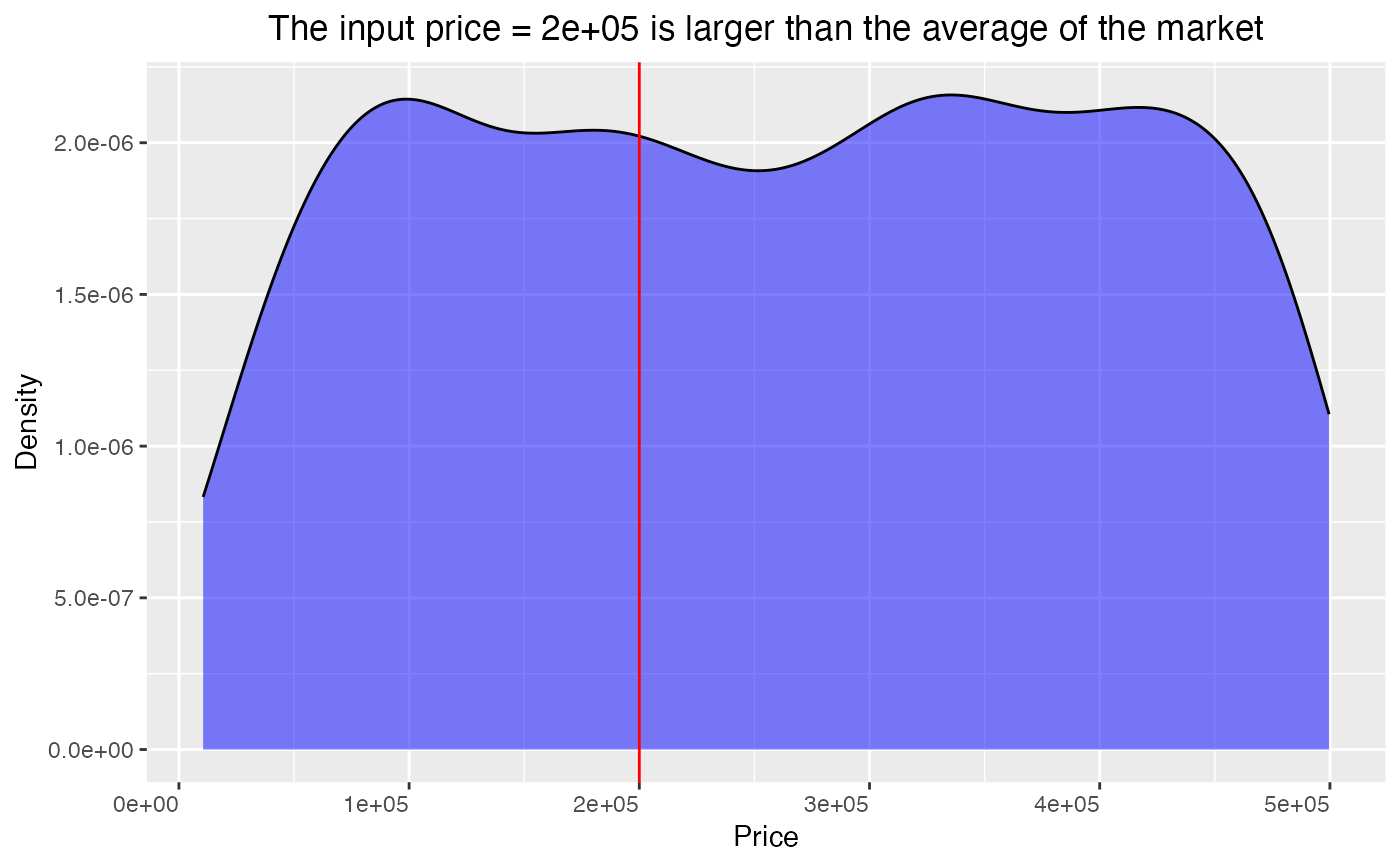 The input price = 2e+05 is larger than the average of the market
Density
2.0e-06
1.5e-06
1.0e-06
5.0e-07
0.0e+00
0e+00 1e+05 2e+05 3e+05 4e+05 5e+05
Price